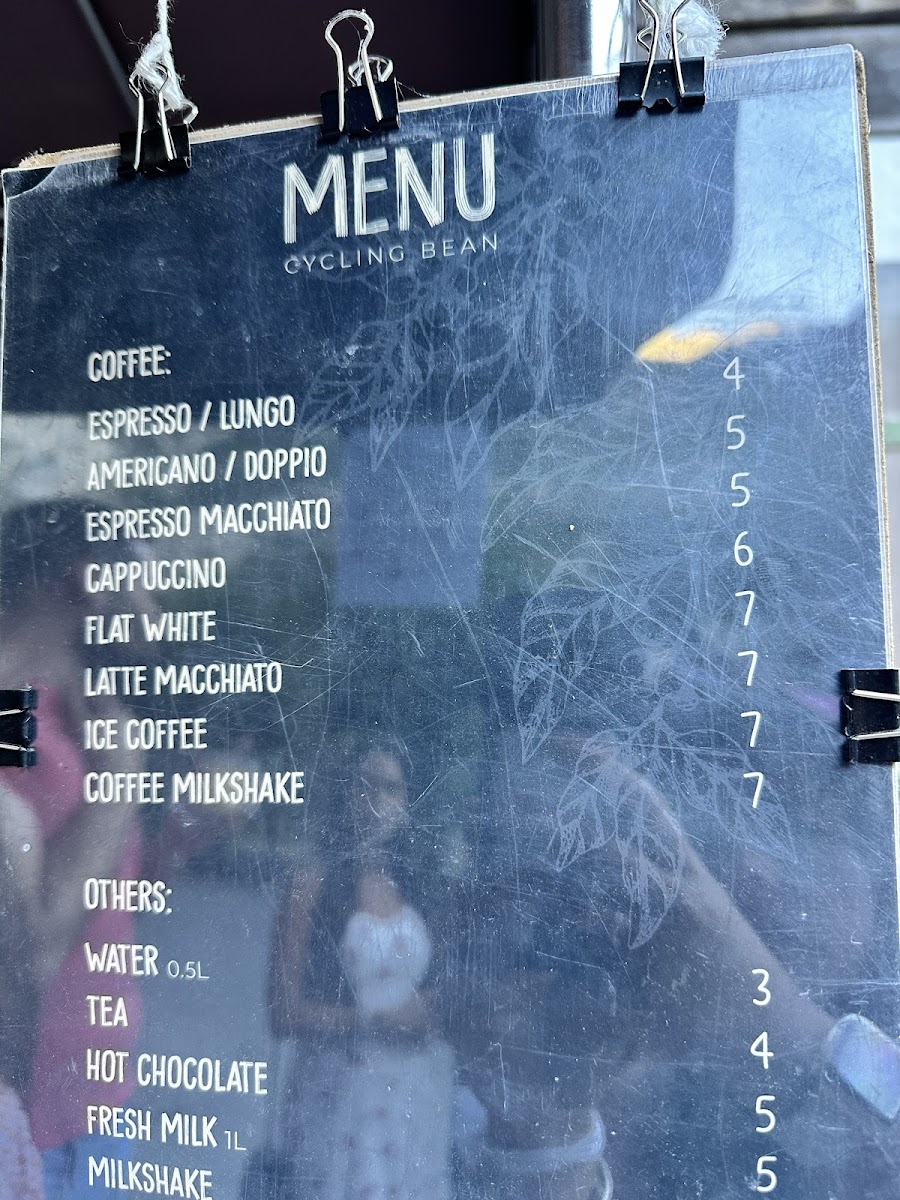 MENU
CYCLING BEAN
COFFEE:
ESPRESSO / LUNGO 4
AMERICANO / DOPPIO 5
ESPRESSO MACCHIATO 5
CAPPUCCINO 6
FLAT WHITE 7
LATTE MACCHIATO 7
ICE COFFEE 7
COFFEE MILKSHAKE 7
OTHERS:
WATER 0.5L 3
TEA 4
HOT CHOCOLATE 5
FRESH MILK 1L 5
MILKSHAKE